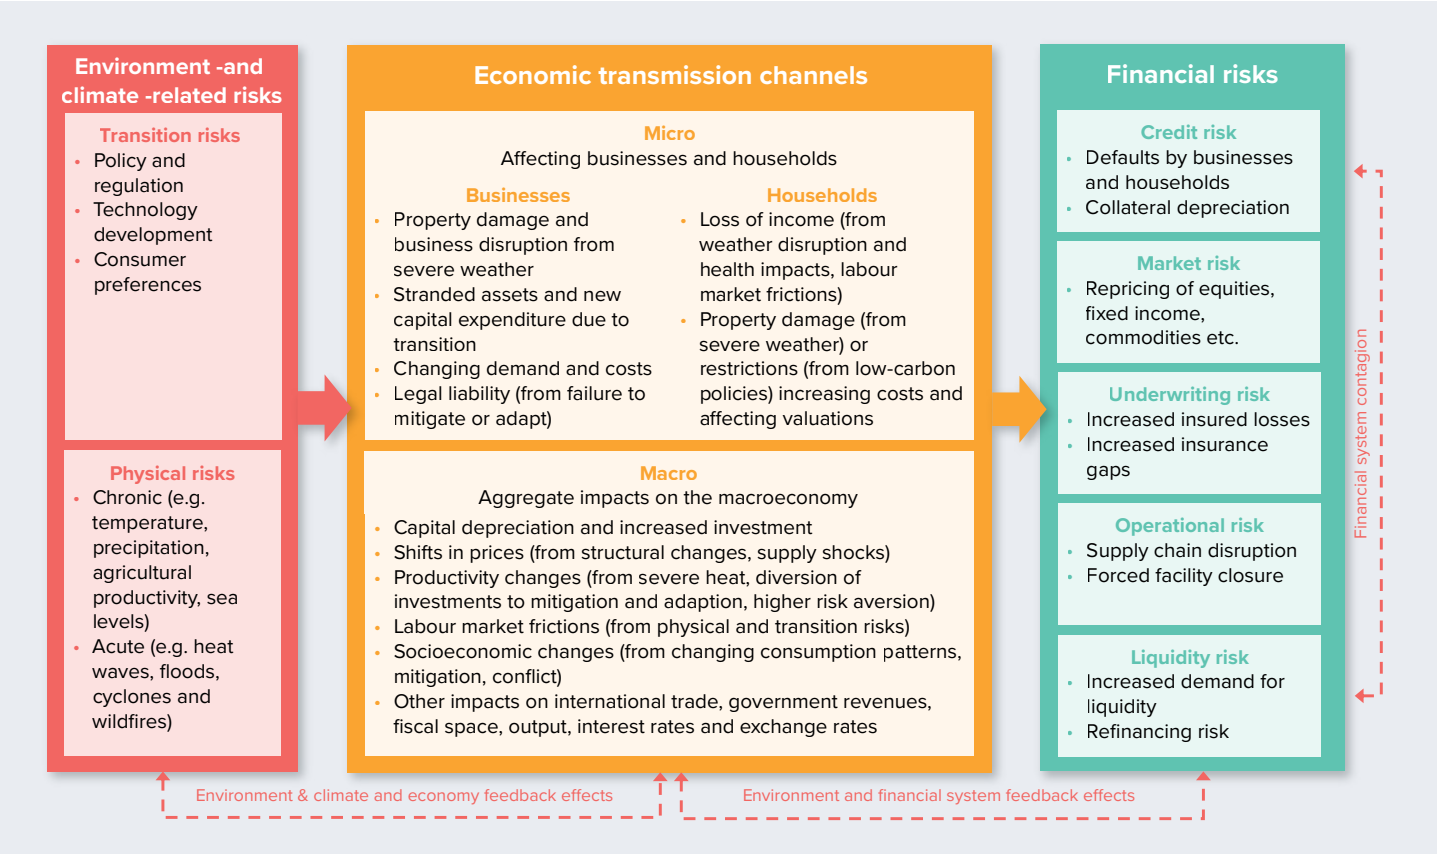 Environment -and
climate -related risks
Transition risks
• Policy and
regulation
• Technology
development
• Consumer
preferences
Physical risks
• Chronic (e.g.
temperature,
precipitation,
agricultural
productivity, sea
levels)
• Acute (e.g. heat
waves, floods,
cyclones and
wildfires)
Economic transmission channels
Micro
Affecting businesses and households
Businesses
• Property damage and
business disruption from
severe weather
• Stranded assets and new
capital expenditure due to
transition
• Changing demand and costs
• Legal liability (from failure to
mitigate or adapt)
Households
• Loss of income (from
weather disruption and
health impacts, labour
market frictions)
• Property damage (from
severe weather) or
restrictions (from low-carbon
policies) increasing costs and
affecting valuations
Macro
Aggregate impacts on the macroeconomy
• Capital depreciation and increased investment
• Shifts in prices (from structural changes, supply shocks)
• Productivity changes (from severe heat, diversion of
investments to mitigation and adaption, higher risk aversion)
• Labour market frictions (from physical and transition risks)
• Socioeconomic changes (from changing consumption patterns,
mitigation, conflict)
• Other impacts on international trade, government revenues,
fiscal space, output, interest rates and exchange rates
Financial risks
Credit risk
• Defaults by businesses
and households
• Collateral depreciation
Market risk
• Repricing of equities,
fixed income,
commodities etc.
Underwriting risk
• Increased insured losses
• Increased insurance
gaps
Operational risk
• Supply chain disruption
• Forced facility closure
Liquidity risk
• Increased demand for
liquidity
• Refinancing risk
Financial system contagion
Environment & climate and economy feedback effects
Environment and financial system feedback effects